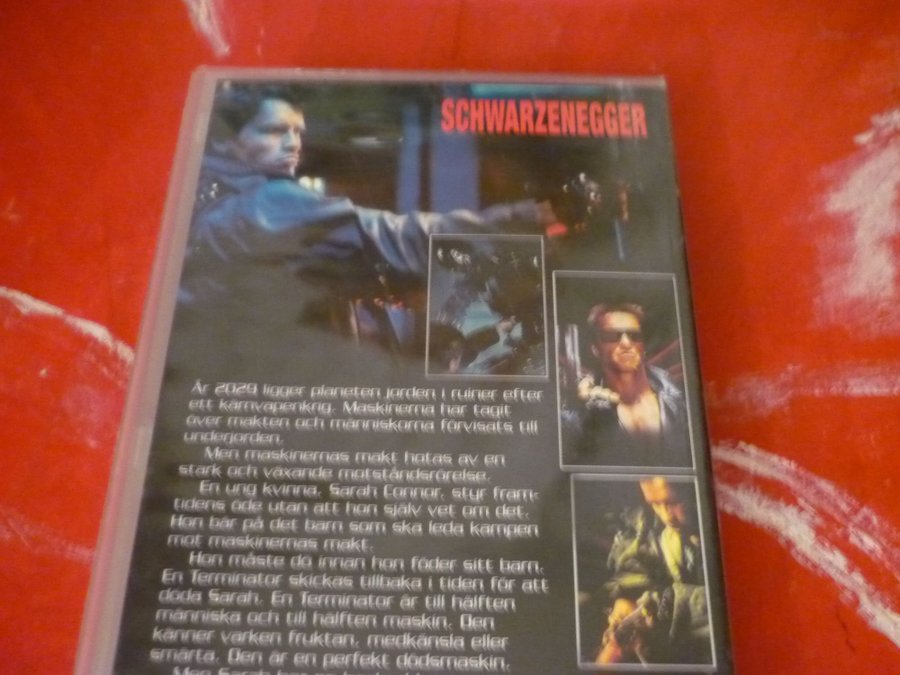 SCHWARZENEGGER
År 2029 ligger planeten jorden i ruiner efter
ett kärnvapenkrig. Maskinerna har tagit
över makten och människorna förvisats till
underjorden.
Men maskinernas makt hotas av en
stark och växande motståndsrörelse.
En ung kvinna, Sarah Connor, styr fram-
tidens öde utan att hon själv vet om det.
Hon bär på det barn som ska leda kampen
mot maskinernas makt.
Hon måste dö innan hon föder sitt barn.
En Terminator skickas tillbaka i tiden för att
döda Sarah. En Terminator är till hälften
människa och till hälften maskin. Den
känner varken fruktan, medkänsla eller
smärta. Den är en perfekt dödsmaskin.
Men Sarah har en